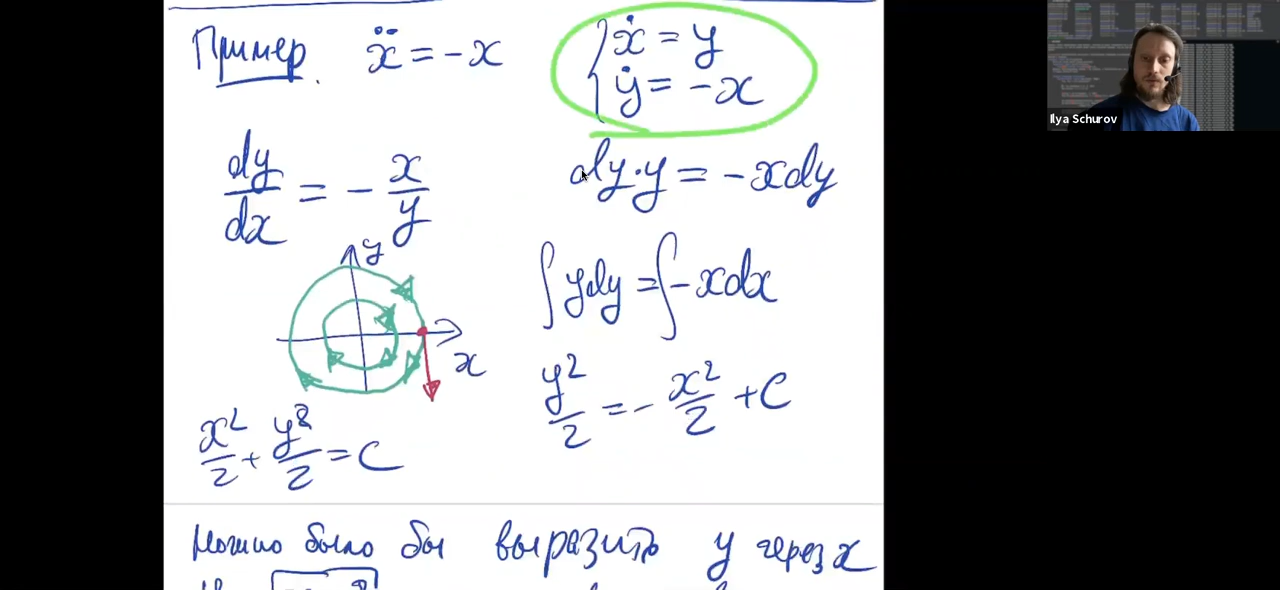 Пример. ẍ = -x
{ ẋ = y
ẏ = -x
dy/dx = - x/y
dy·y = -xdy
∫ydy = ∫-xdx
y
x
y²/2 = - x²/2 + C
x²/2 + y²/2 = C
Можно было бы выразить y через x
Ilya Schurov